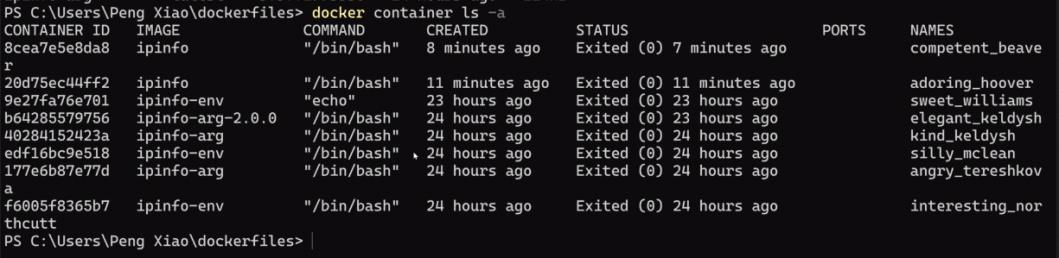 PS C:\Users\Peng Xiao\dockerfiles> docker container ls -a
CONTAINER ID   IMAGE              COMMAND       CREATED          STATUS                      PORTS     NAMES
8cea7e5e8da8   ipinfo             "/bin/bash"   8 minutes ago    Exited (0) 7 minutes ago              competent_beave
r
20d75ec44ff2   ipinfo             "/bin/bash"   11 minutes ago   Exited (0) 11 minutes ago             adoring_hoover
9e27fa76e701   ipinfo-env         "echo"        23 hours ago     Exited (0) 23 hours ago               sweet_williams
b64285579756   ipinfo-arg-2.0.0   "/bin/bash"   24 hours ago     Exited (0) 23 hours ago               elegant_keldysh
40284152423a   ipinfo-arg         "/bin/bash"   24 hours ago     Exited (0) 24 hours ago               kind_keldysh
edf16bc9e518   ipinfo-env         "/bin/bash"   24 hours ago     Exited (0) 24 hours ago               silly_mclean
177e6b87e77d   ipinfo-arg         "/bin/bash"   24 hours ago     Exited (0) 24 hours ago               angry_tereshkov
a
f6005f8365b7   ipinfo-env         "/bin/bash"   24 hours ago     Exited (0) 24 hours ago               interesting_nor
thcutt
PS C:\Users\Peng Xiao\dockerfiles>